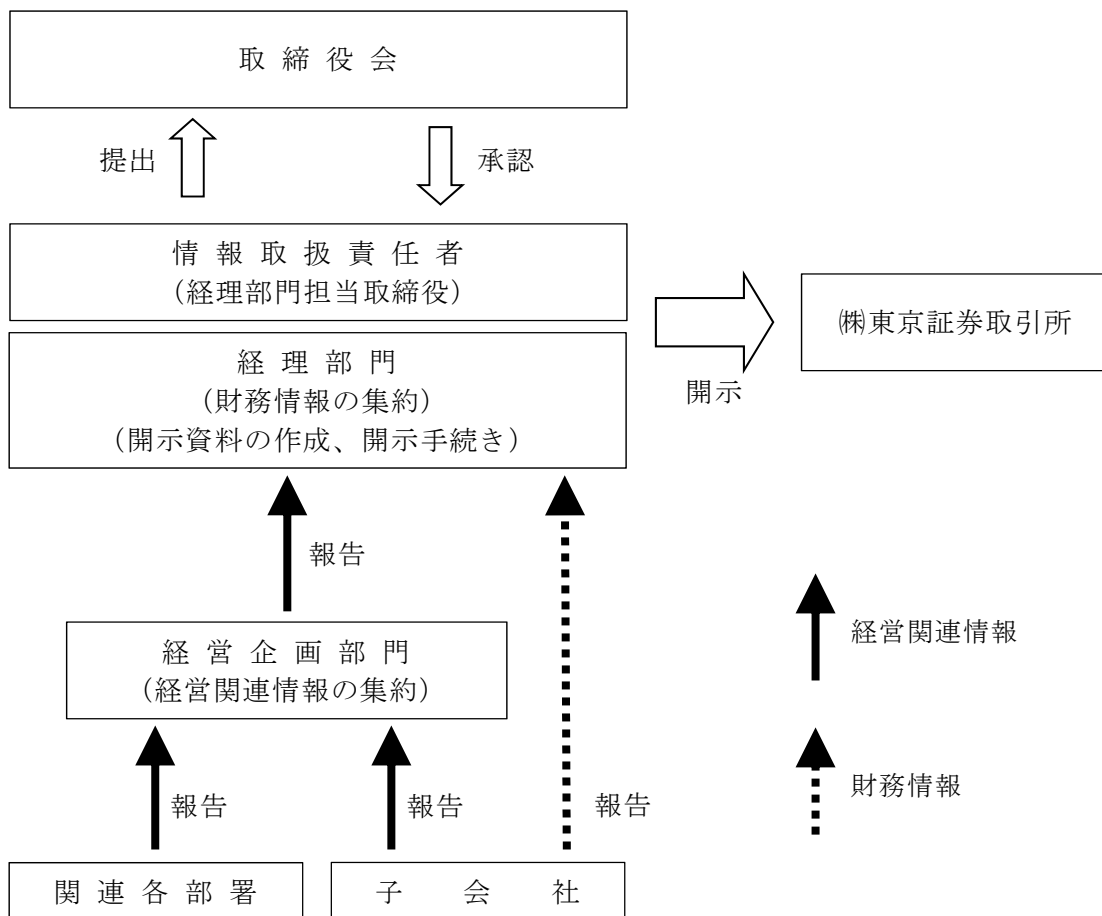 取締役会
提出
承認
情報取扱責任者
（経理部門担当取締役）
㈱東京証券取引所
経理部門
（財務情報の集約）
（開示資料の作成、開示手続き）
開示
報告
経営企画部門
（経営関連情報の集約）
経営関連情報
報告
報告
報告
財務情報
関連各部署
子会社